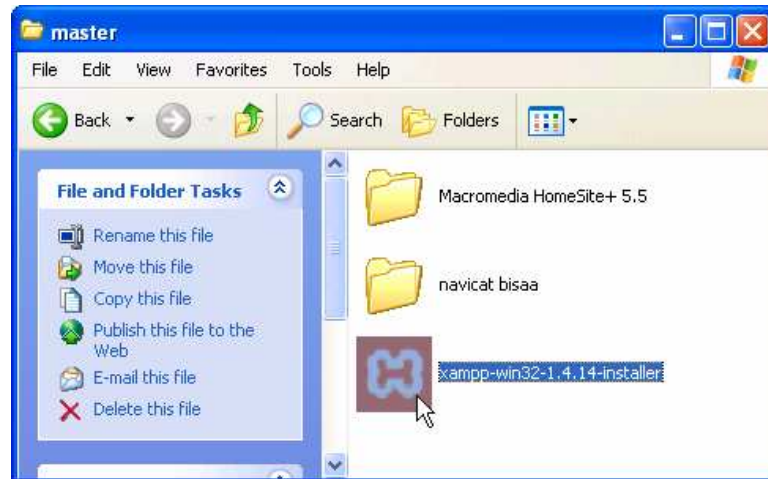 master
File Edit View Favorites Tools Help
Back Search Folders
File and Folder Tasks
Rename this file
Move this file
Copy this file
Publish this file to the
Web
E-mail this file
Delete this file
Macromedia HomeSite+ 5.5
navicat bisaa
xampp-win32-1.4.14-installer